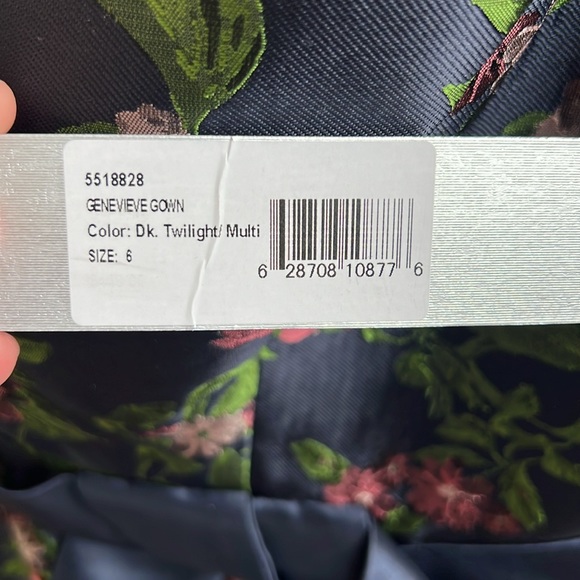 5518828
GENEVIEVE GOWN
Color: Dk. Twilight/ Multi
SIZE: 6
6 28708 10877 6